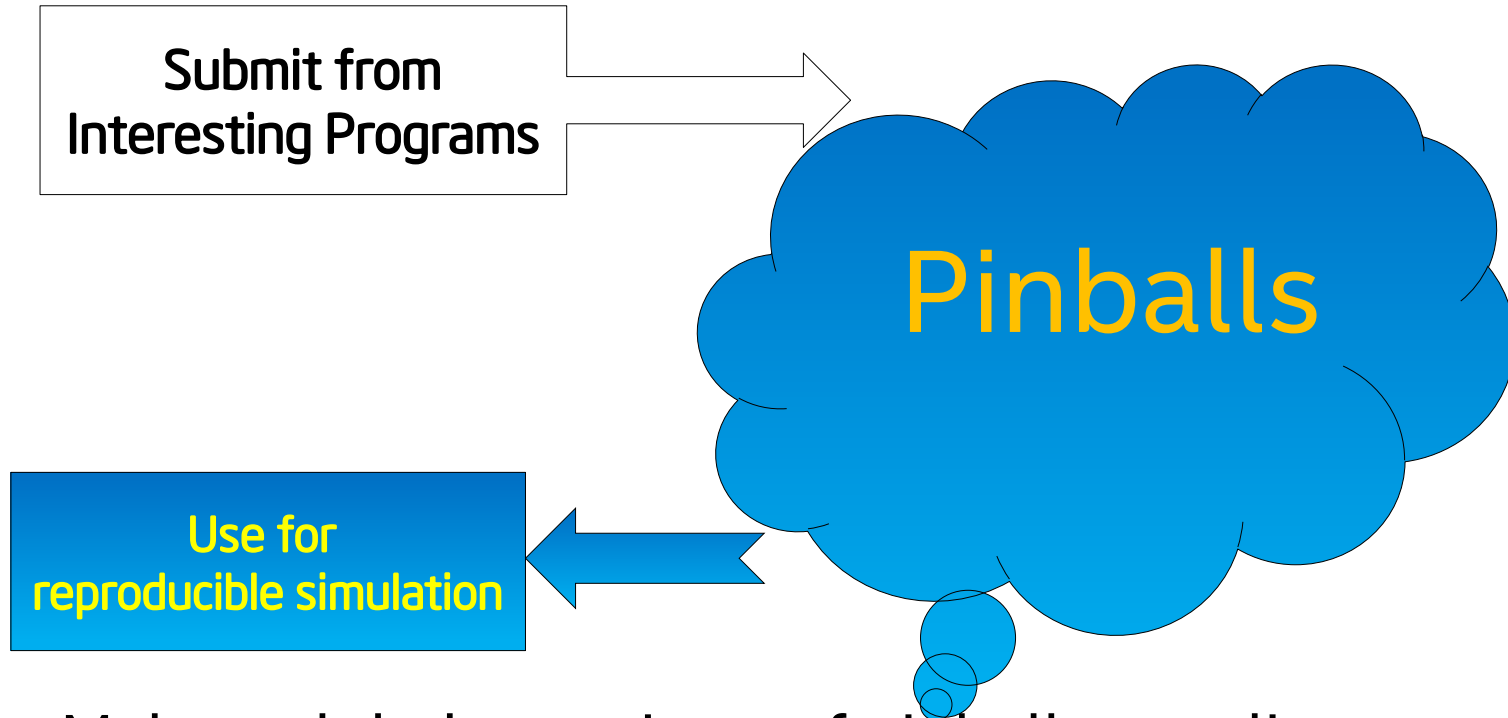 Submit from
Interesting Programs
Pinballs
Use for
reproducible simulation